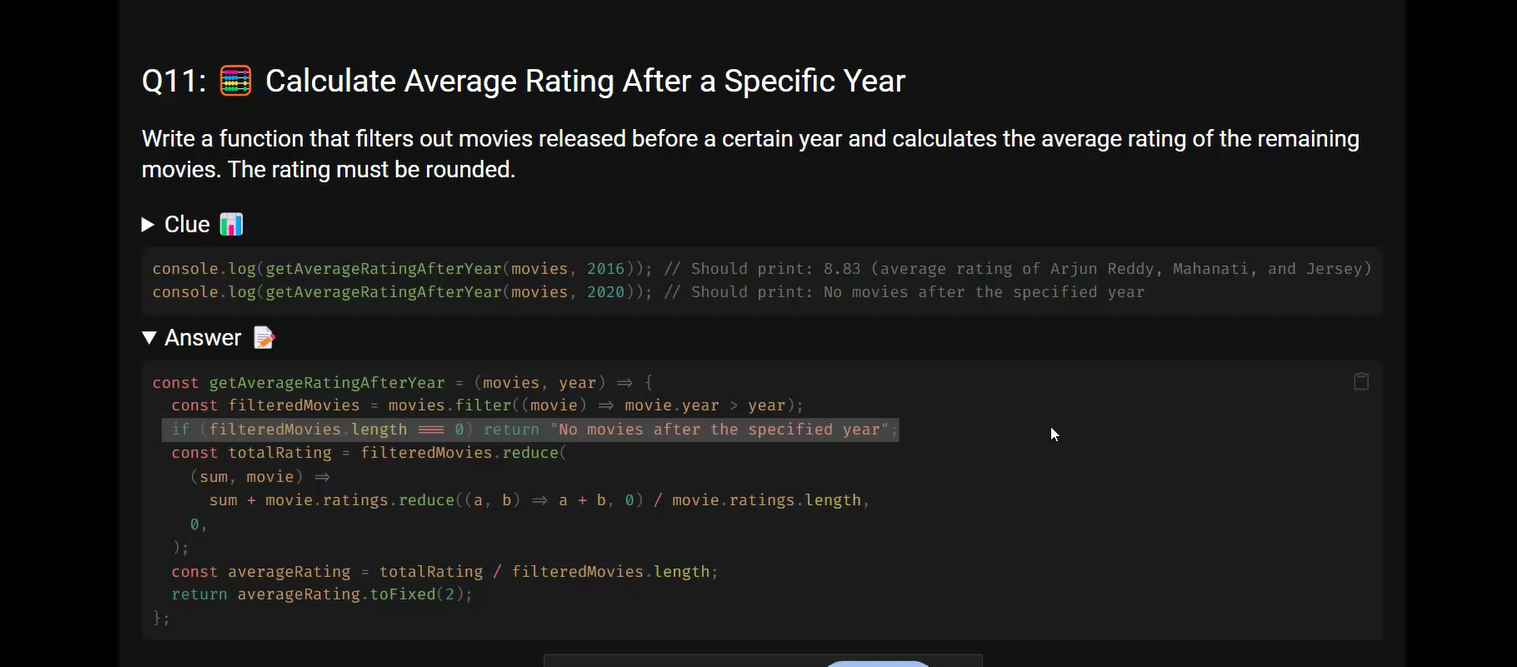 Q11: 🧮 Calculate Average Rating After a Specific Year
Write a function that filters out movies released before a certain year and calculates the average rating of the remaining
movies. The rating must be rounded.
▶ Clue 📊
console.log(getAverageRatingAfterYear(movies, 2016)); // Should print: 8.83 (average rating of Arjun Reddy, Mahanati, and Jersey)
console.log(getAverageRatingAfterYear(movies, 2020)); // Should print: No movies after the specified year
▼ Answer 📝
const getAverageRatingAfterYear = (movies, year) => {
  const filteredMovies = movies.filter((movie) => movie.year > year);
  if (filteredMovies.length === 0) return "No movies after the specified year";
  const totalRating = filteredMovies.reduce(
    (sum, movie) =>
      sum + movie.ratings.reduce((a, b) => a + b, 0) / movie.ratings.length,
    0,
  );
  const averageRating = totalRating / filteredMovies.length;
  return averageRating.toFixed(2);
};